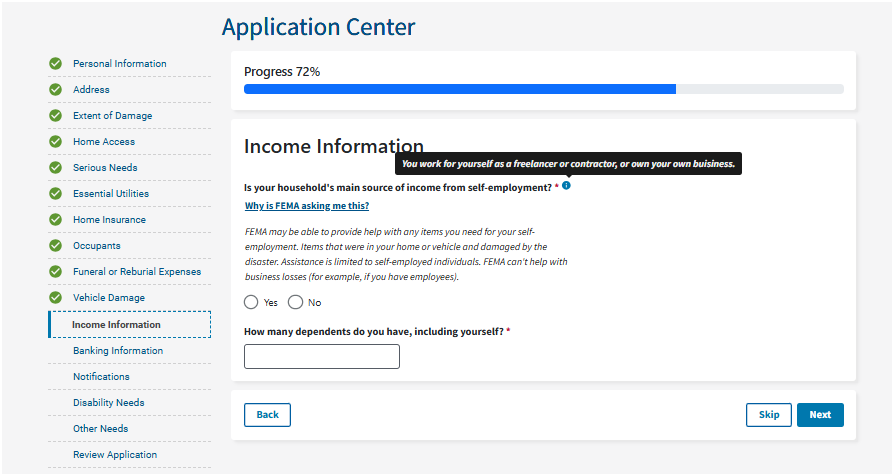 Application Center
Personal Information
Address
Extent of Damage
Home Access
Serious Needs
Essential Utilities
Home Insurance
Occupants
Funeral or Reburial Expenses
Vehicle Damage
Income Information
Banking Information
Notifications
Disability Needs
Other Needs
Review Application
Progress 72%
Income Information
You work for yourself as a freelancer or contractor, or own your own buisiness.
Is your household's main source of income from self-employment? *
Why is FEMA asking me this?
FEMA may be able to provide help with any items you need for your self-
employment. Items that were in your home or vehicle and damaged by the
disaster. Assistance is limited to self-employed individuals. FEMA can't help with
business losses (for example, if you have employees).
Yes No
How many dependents do you have, including yourself? *
Back Skip Next